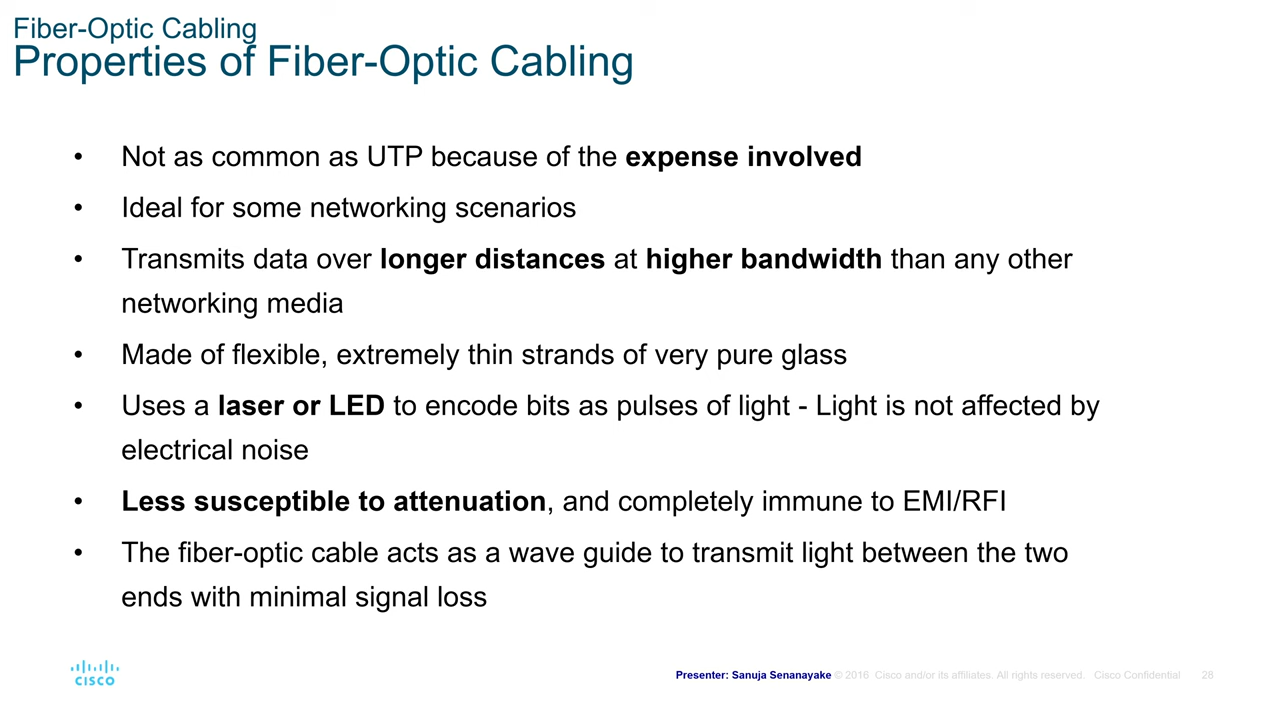 Fiber-Optic Cabling
Properties of Fiber-Optic Cabling
• Not as common as UTP because of the expense involved
• Ideal for some networking scenarios
• Transmits data over longer distances at higher bandwidth than any other
networking media
• Made of flexible, extremely thin strands of very pure glass
• Uses a laser or LED to encode bits as pulses of light - Light is not affected by
electrical noise
• Less susceptible to attenuation, and completely immune to EMI/RFI
• The fiber-optic cable acts as a wave guide to transmit light between the two
ends with minimal signal loss
CISCO
Presenter: Sanuja Senanayake © 2016 Cisco and/or its affiliates. All rights reserved. Cisco Confidential 28